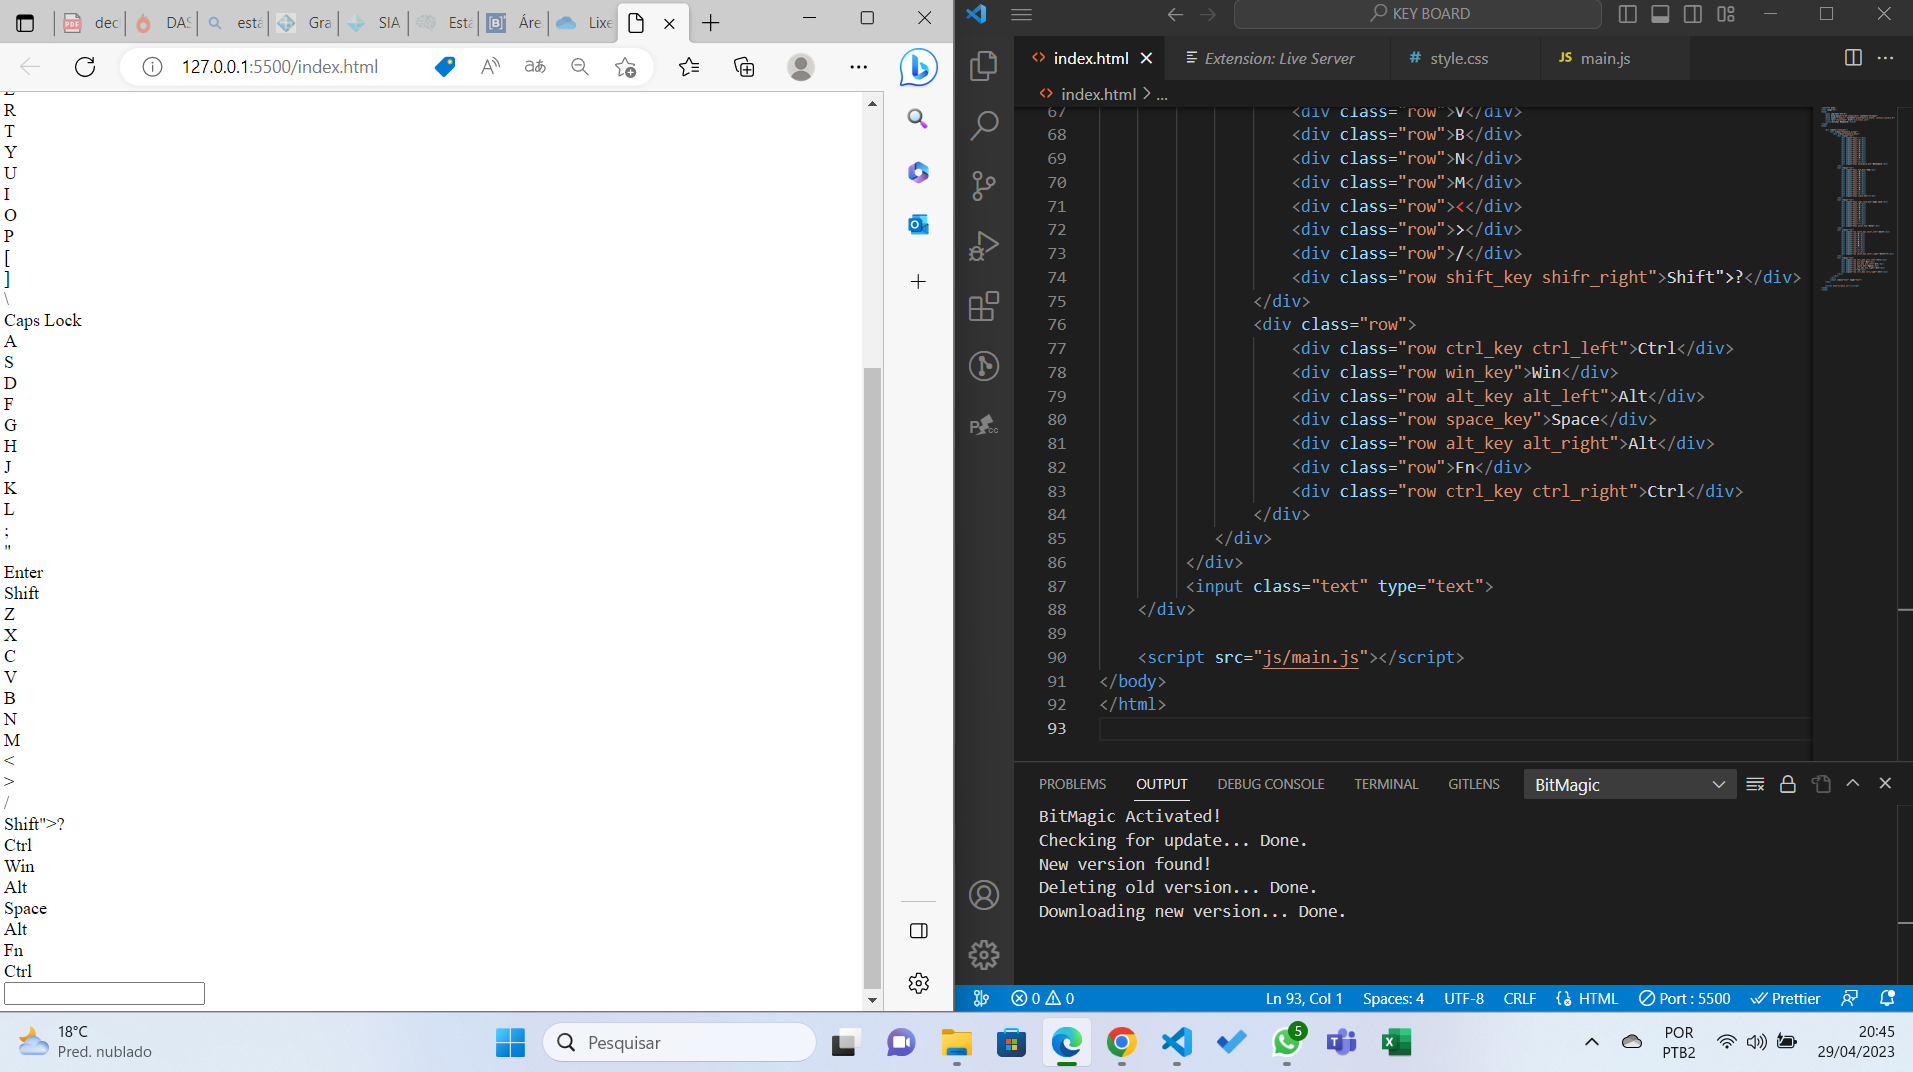 dec
DAS
está
Gra
SIA
Está
Áre
Lixe
127.0.0.1:5500/index.html
R
T
Y
U
I
O
P
[
]
\
Caps Lock
A
S
D
F
G
H
J
K
L
;
"
Enter
Shift
Z
X
C
V
B
N
M
<
>
/
Shift">?
Ctrl
Win
Alt
Space
Alt
Fn
Ctrl
KEY BOARD
index.html
Extension: Live Server
style.css
main.js
index.html > ...
67 <div class="row">V</div>
68 <div class="row">B</div>
69 <div class="row">N</div>
70 <div class="row">M</div>
71 <div class="row"><</div>
72 <div class="row">></div>
73 <div class="row">/</div>
74 <div class="row shift_key shifr_right">Shift">?</div>
75 </div>
76 <div class="row">
77 <div class="row ctrl_key ctrl_left">Ctrl</div>
78 <div class="row win_key">Win</div>
79 <div class="row alt_key alt_left">Alt</div>
80 <div class="row space_key">Space</div>
81 <div class="row alt_key alt_right">Alt</div>
82 <div class="row">Fn</div>
83 <div class="row ctrl_key ctrl_right">Ctrl</div>
84 </div>
85 </div>
86 </div>
87 <input class="text" type="text">
88 </div>
89
90 <script src="js/main.js"></script>
91 </body>
92 </html>
93
PROBLEMS OUTPUT DEBUG CONSOLE TERMINAL GITLENS BitMagic
BitMagic Activated!
Checking for update... Done.
New version found!
Deleting old version... Done.
Downloading new version... Done.
0 0 Ln 93, Col 1 Spaces: 4 UTF-8 CRLF HTML Port : 5500 Prettier
18°C
Pred. nublado
Pesquisar
5
POR
PTB2
20:45
29/04/2023